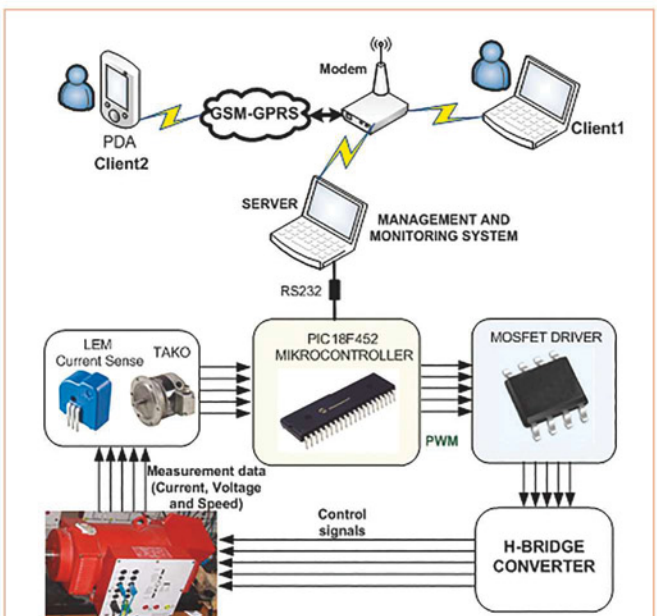 Modem
GSM-GPRS
PDA
Client2
Client1
SERVER
MANAGEMENT AND
MONITORING SYSTEM
RS232
LEM
Current Sense
TAKO
PIC18F452
MIKROCONTROLLER
MOSFET DRIVER
PWM
Measurement data
(Current, Voltage
and Speed)
Control
signals
H-BRIDGE
CONVERTER